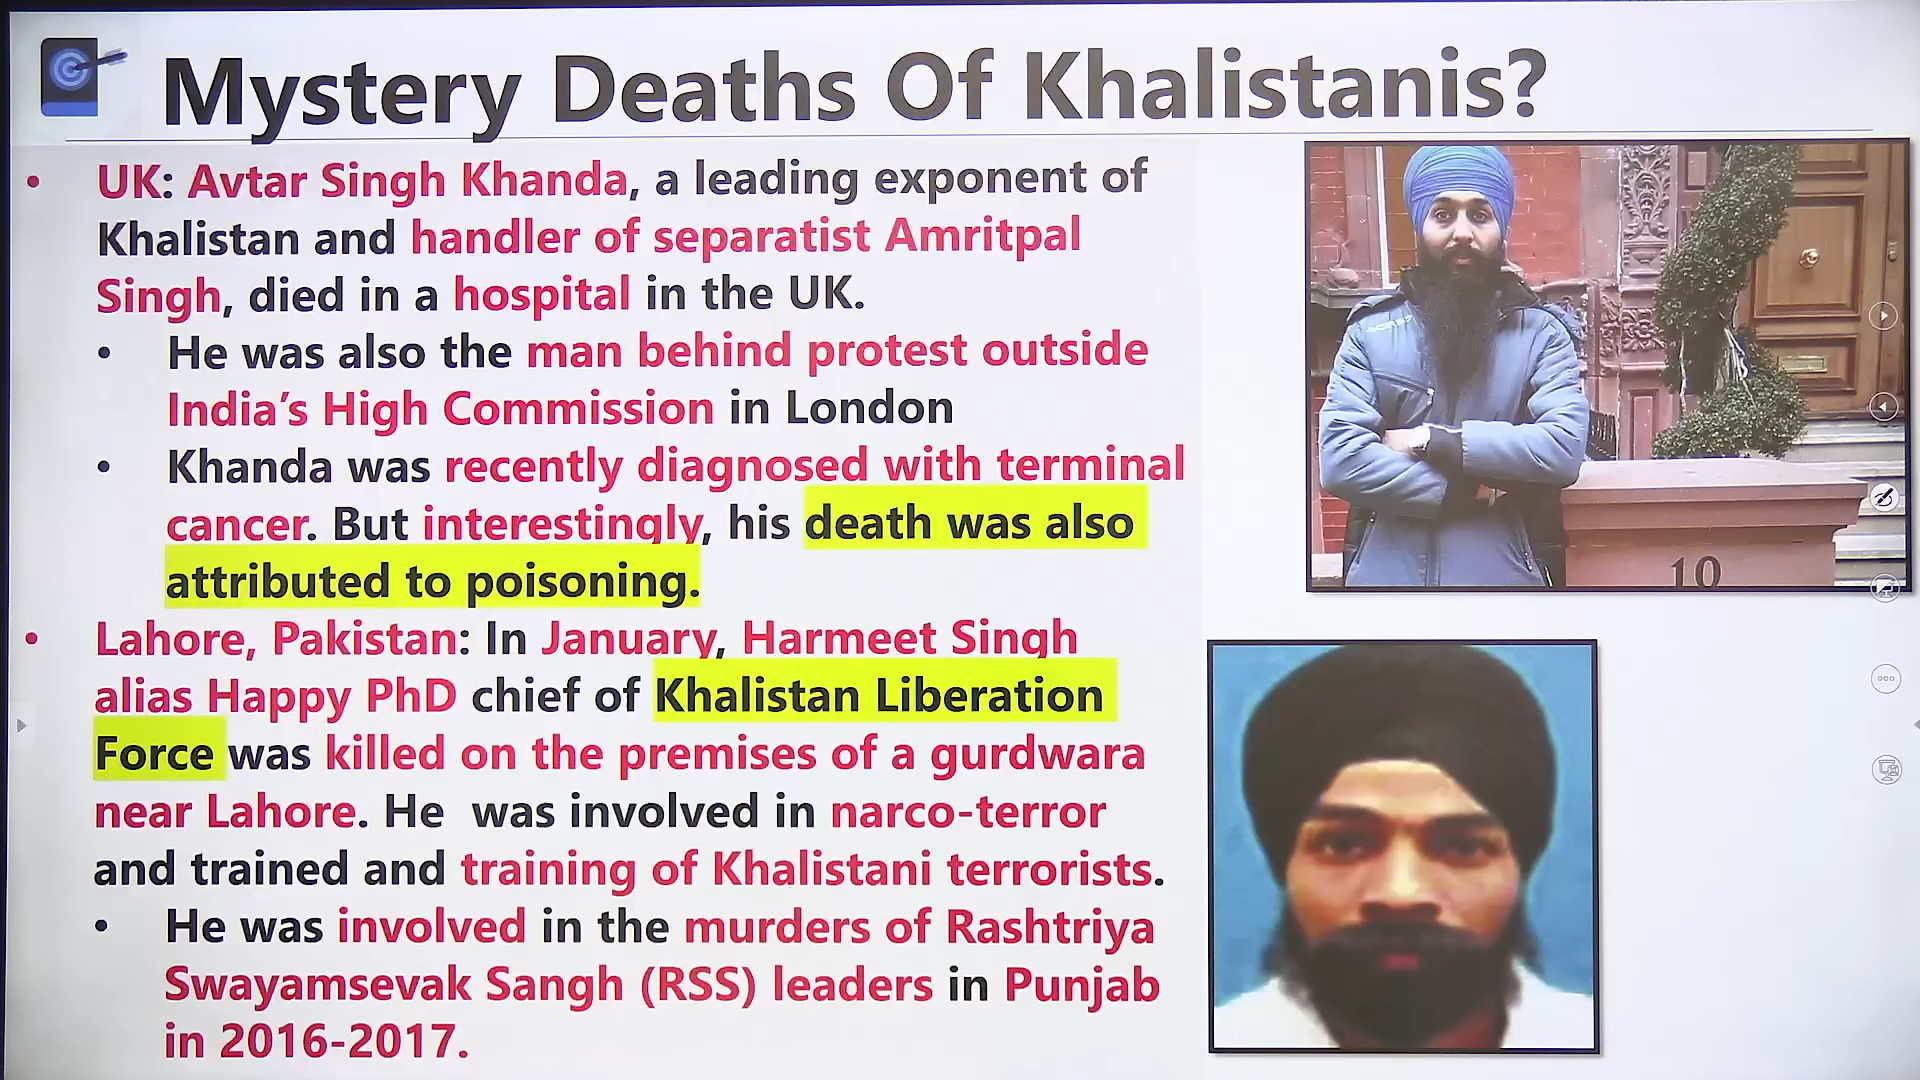 Mystery Deaths Of Khalistanis?
• UK: Avtar Singh Khanda, a leading exponent of
Khalistan and handler of separatist Amritpal
Singh, died in a hospital in the UK.
• He was also the man behind protest outside
India's High Commission in London
• Khanda was recently diagnosed with terminal
cancer. But interestingly, his death was also
attributed to poisoning.
• Lahore, Pakistan: In January, Harmeet Singh
alias Happy PhD chief of Khalistan Liberation
Force was killed on the premises of a gurdwara
near Lahore. He was involved in narco-terror
and trained and training of Khalistani terrorists.
• He was involved in the murders of Rashtriya
Swayamsevak Sangh (RSS) leaders in Punjab
in 2016-2017.
10